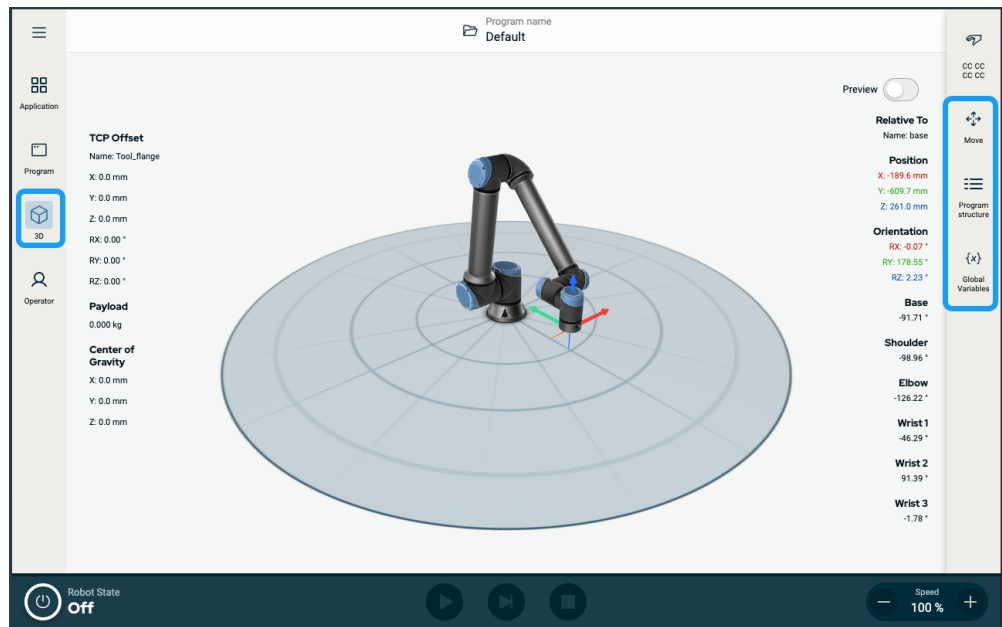 Program name
Default
CC CC
CC CC
Application
Program
3D
Operator
TCP Offset
Name: Tool_flange
X: 0.0 mm
Y: 0.0 mm
Z: 0.0 mm
RX: 0.00 °
RY: 0.00 °
RZ: 0.00 °
Payload
0.000 kg
Center of
Gravity
X: 0.0 mm
Y: 0.0 mm
Z: 0.0 mm
Preview
Relative To
Name: base
Position
X: -189.6 mm
Y: -609.7 mm
Z: 261.0 mm
Orientation
RX: -0.07 °
RY: 178.55 °
RZ: 2.23 °
Base
-91.71 °
Shoulder
-98.96 °
Elbow
-126.22 °
Wrist 1
-46.29 °
Wrist 2
91.39 °
Wrist 3
-1.78 °
Move
Program
structure
{x}
Global
Variables
Robot State
Off
Speed
100 %